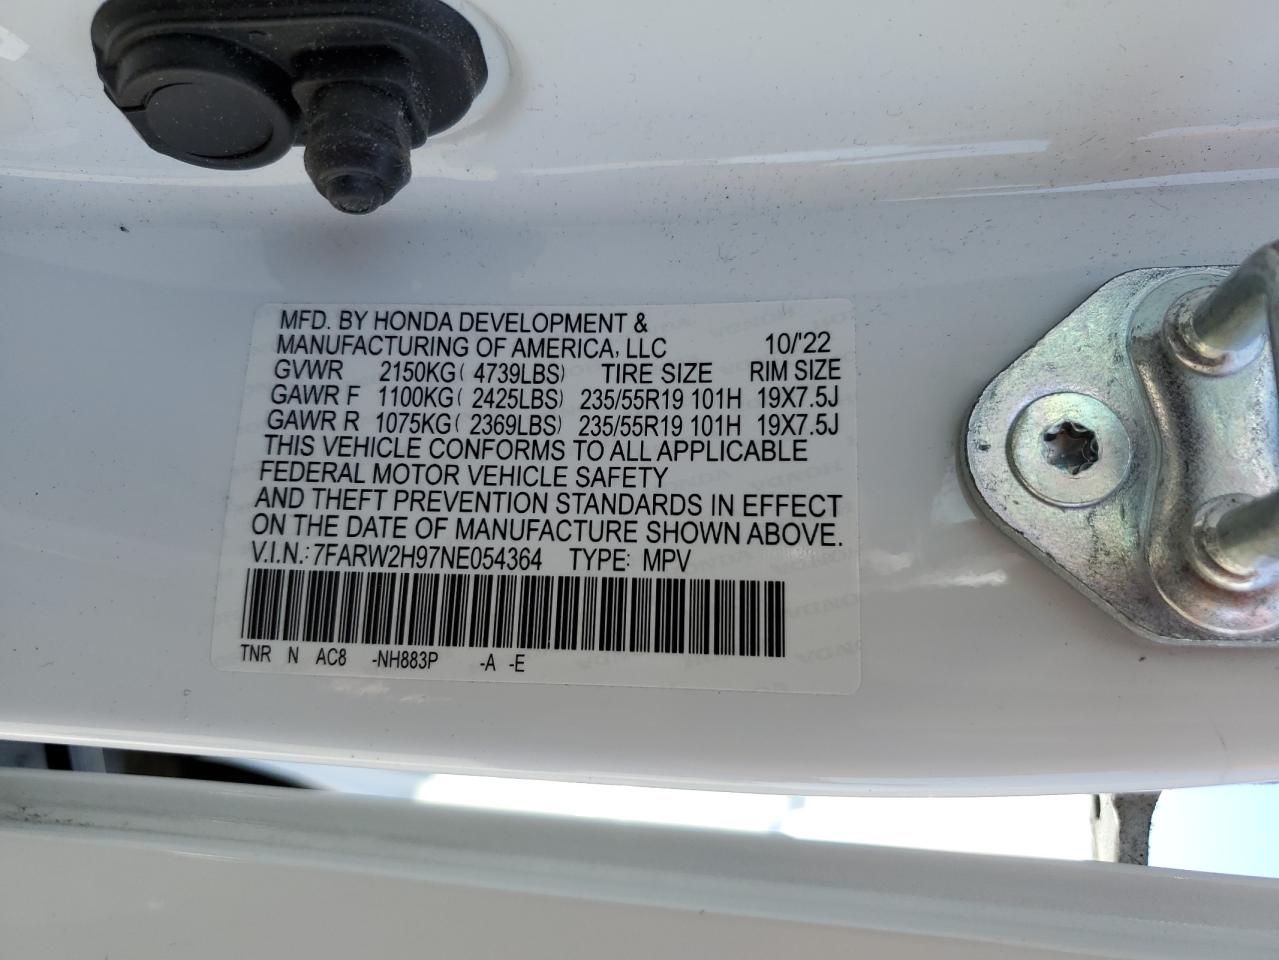 MFD. BY HONDA DEVELOPMENT &
MANUFACTURING OF AMERICA, LLC 10/'22
GVWR 2150KG( 4739LBS) TIRE SIZE RIM SIZE
GAWR F 1100KG( 2425LBS) 235/55R19 101H 19X7.5J
GAWR R 1075KG( 2369LBS) 235/55R19 101H 19X7.5J
THIS VEHICLE CONFORMS TO ALL APPLICABLE
FEDERAL MOTOR VEHICLE SAFETY
AND THEFT PREVENTION STANDARDS IN EFFECT
ON THE DATE OF MANUFACTURE SHOWN ABOVE.
V.I.N.: 7FARW2H97NE054364 TYPE: MPV
TNR N AC8 -NH883P -A -E